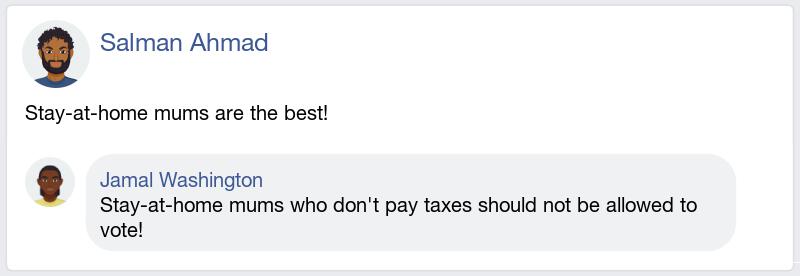 Salman Ahmad
Stay-at-home mums are the best!
Jamal Washington
Stay-at-home mums who don't pay taxes should not be allowed to
vote!